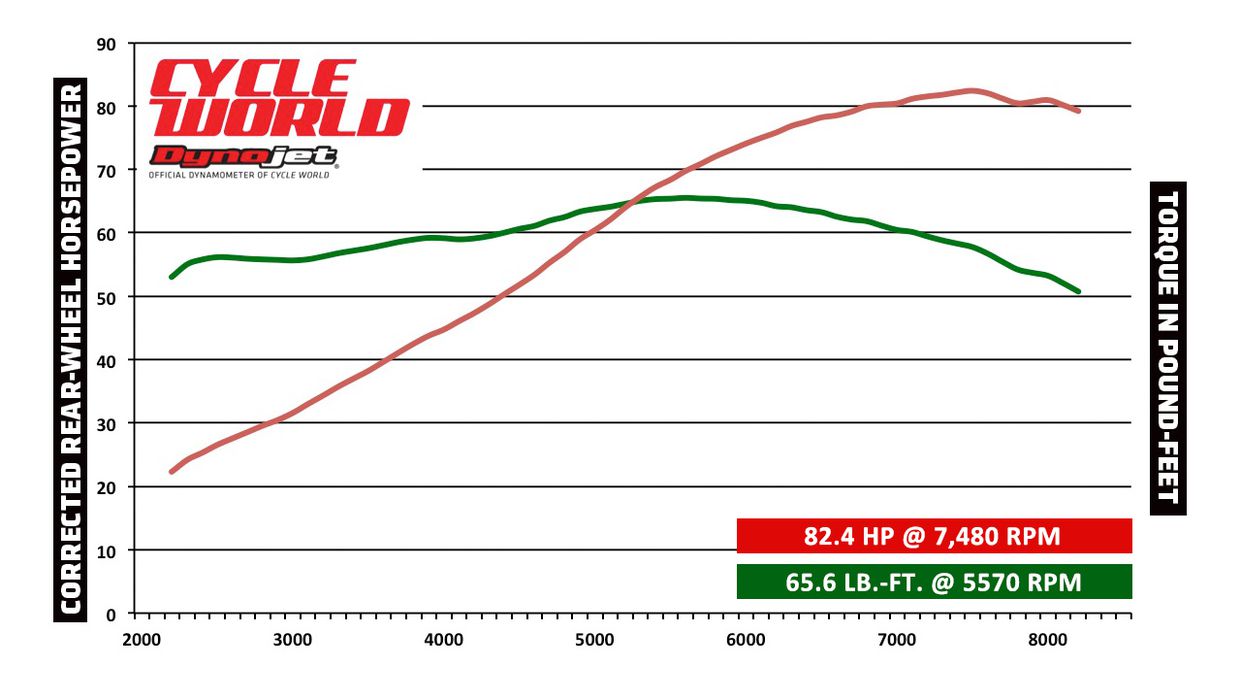 CYCLE
WORLD
Dynojet®
OFFICIAL DYNAMOMETER OF CYCLE WORLD
CORRECTED REAR-WHEEL HORSEPOWER
90
80
70
60
50
40
30
20
10
0
2000 3000 4000 5000 6000 7000 8000
82.4 HP @ 7,480 RPM
65.6 LB.-FT. @ 5570 RPM
TORQUE IN POUND-FEET